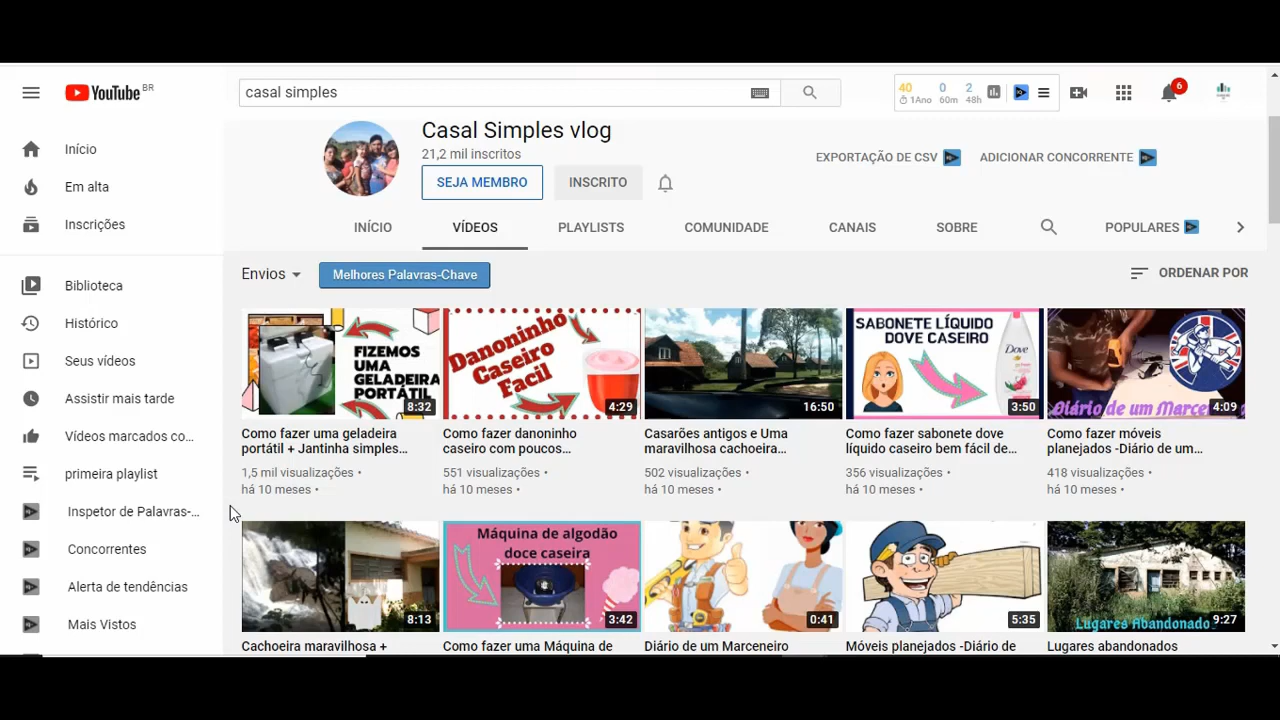 YouTube BR
casal simples
40 0 2
1Ano 60m 48h
6
Início
Em alta
Inscrições
Biblioteca
Histórico
Seus vídeos
Assistir mais tarde
Vídeos marcados co...
primeira playlist
Inspetor de Palavras-...
Concorrentes
Alerta de tendências
Mais Vistos
Casal Simples vlog
21,2 mil inscritos
SEJA MEMBRO
INSCRITO
EXPORTAÇÃO DE CSV
ADICIONAR CONCORRENTE
INÍCIO VÍDEOS PLAYLISTS COMUNIDADE CANAIS SOBRE POPULARES
Envios
Melhores Palavras-Chave
ORDENAR POR
FIZEMOS
UMA
GELADEIRA
PORTÁTIL
8:32
Como fazer uma geladeira
portátil + Jantinha simples...
1,5 mil visualizações •
há 10 meses •
Danoninho
Caseiro
Facil
4:29
Como fazer danoninho
caseiro com poucos...
551 visualizações •
há 10 meses •
16:50
Casarões antigos e Uma
maravilhosa cachoeira...
502 visualizações •
há 10 meses •
SABONETE LÍQUIDO
DOVE CASEIRO
Dove
3:50
Como fazer sabonete dove
líquido caseiro bem fácil de...
356 visualizações •
há 10 meses •
Diário de um Marcen
4:09
Como fazer móveis
planejados -Diário de um...
418 visualizações •
há 10 meses •
8:13
Cachoeira maravilhosa +
Máquina de algodão
doce caseira
3:42
Como fazer uma Máquina de
0:41
Diário de um Marceneiro
5:35
Móveis planejados -Diário de
Lugares Abandonado
9:27
Lugares abandonados